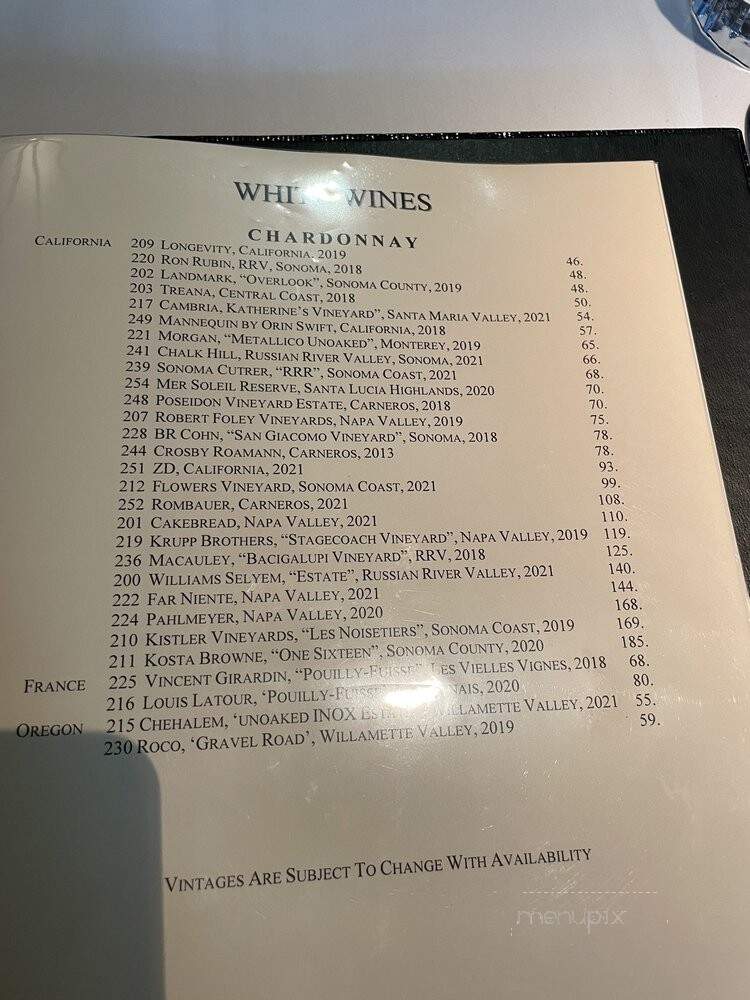 WHITE WINES
CHARDONNAY
CALIFORNIA 209 LONGEVITY, CALIFORNIA, 2019 46.
220 RON RUBIN, RRV, SONOMA, 2018 48.
202 LANDMARK, "OVERLOOK", SONOMA COUNTY, 2019 48.
203 TREANA, CENTRAL COAST, 2018 50.
217 CAMBRIA, KATHERINE'S VINEYARD", SANTA MARIA VALLEY, 2021 54.
249 MANNEQUIN BY ORIN SWIFT, CALIFORNIA, 2018 57.
221 MORGAN, "METALLICO UNOAKED", MONTEREY, 2019 65.
241 CHALK HILL, RUSSIAN RIVER VALLEY, SONOMA, 2021 66.
239 SONOMA CUTRER, "RRR", SONOMA COAST, 2021 68.
254 MER SOLEIL RESERVE, SANTA LUCIA HIGHLANDS, 2020 70.
248 POSEIDON VINEYARD ESTATE, CARNEROS, 2018 70.
207 ROBERT FOLEY VINEYARDS, NAPA VALLEY, 2019 75.
228 BR COHN, "SAN GIACOMO VINEYARD", SONOMA, 2018 78.
244 CROSBY ROAMANN, CARNEROS, 2013 78.
251 ZD, CALIFORNIA, 2021 93.
212 FLOWERS VINEYARD, SONOMA COAST, 2021 99.
252 ROMBAUER, CARNEROS, 2021 108.
201 CAKEBREAD, NAPA VALLEY, 2021 110.
219 KRUPP BROTHERS, "STAGECOACH VINEYARD", NAPA VALLEY, 2019 119.
236 MACAULEY, "BACIGALUPI VINEYARD", RRV, 2018 125.
200 WILLIAMS SELYEM, "ESTATE", RUSSIAN RIVER VALLEY, 2021 140.
222 FAR NIENTE, NAPA VALLEY, 2021 144.
224 PAHLMEYER, NAPA VALLEY, 2020 168.
210 KISTLER VINEYARDS, "LES NOISETIERS", SONOMA COAST, 2019 169.
211 KOSTA BROWNE, "ONE SIXTEEN", SONOMA COUNTY, 2020 185.
FRANCE 225 VINCENT GIRARDIN, "POUILLY-FUISSE", LES VIELLES VIGNES, 2018 68.
216 LOUIS LATOUR, 'POUILLY-FUISSE 2020 80.
OREGON 215 CHEHALEM, 'UNOAKED INOX WILLAMETTE VALLEY, 2021 55.
230 ROCO, 'GRAVEL ROAD', WILLAMETTE VALLEY, 2019 59.
VINTAGES ARE SUBJECT TO CHANGE WITH AVAILABILITY
menupix